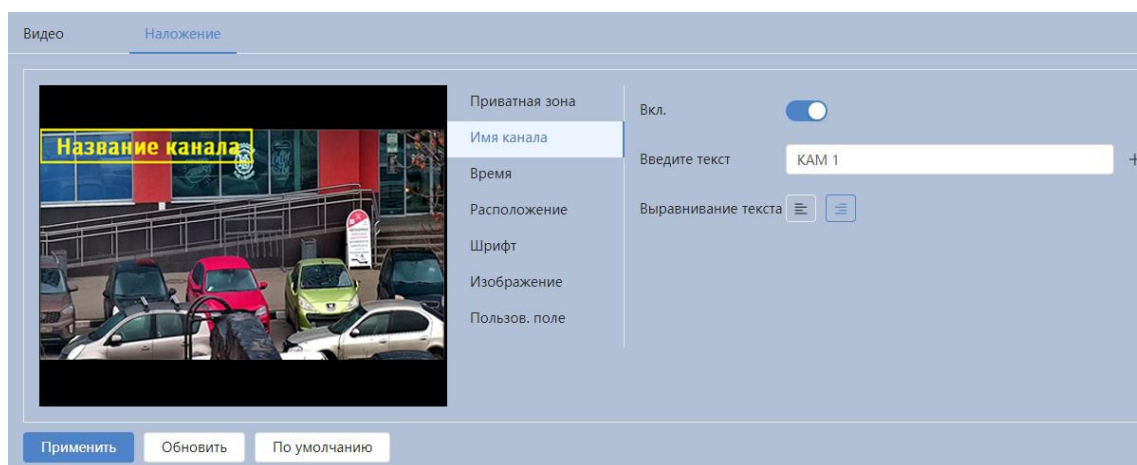 Видео
Наложение
Название канала
Приватная зона
Имя канала
Время
Расположение
Шрифт
Изображение
Пользов. поле
Вкл.
Введите текст
КАМ 1
+
Выравнивание текста
Применить
Обновить
По умолчанию